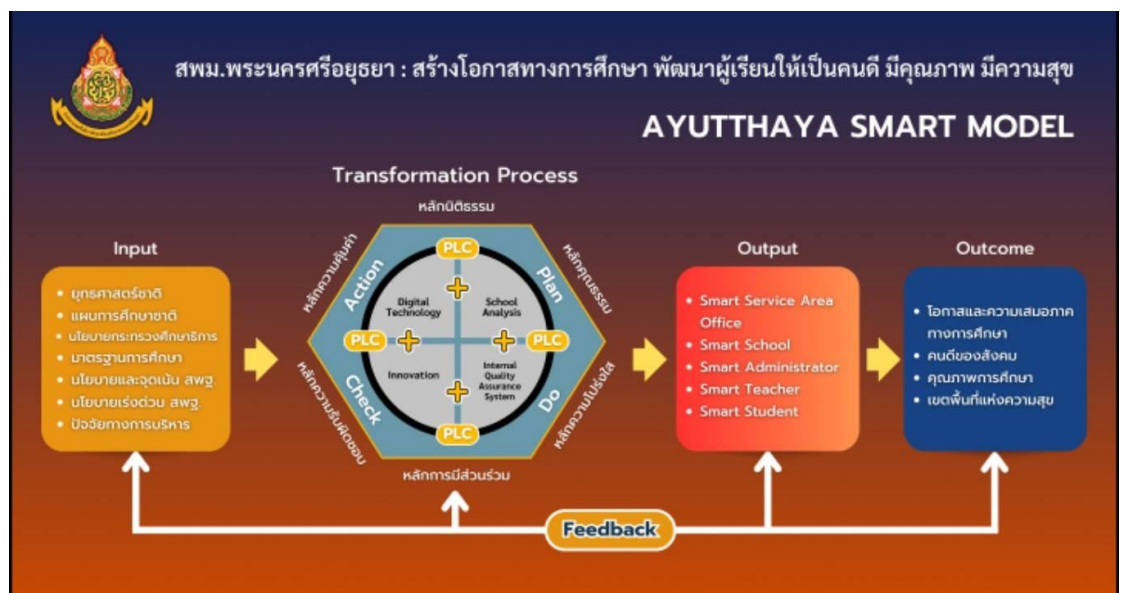 สพม.พระนครศรีอยุธยา : สร้างโอกาสทางการศึกษา พัฒนาผู้เรียนให้เป็นคนดี มีคุณภาพ มีความสุข
AYUTTHAYA SMART MODEL
Transformation Process
Input
• ยุทธศาสตร์ชาติ
• แผนการศึกษาชาติ
• นโยบายกระทรวงศึกษาธิการ
• มาตรฐานการศึกษา
• นโยบายและจุดเน้น สพฐ
• นโยบายเร่งด่วน สพฐ
• ปัจจัยทางการบริหาร
หลักนิติธรรม
หลักคุณธรรม
หลักความโปร่งใส
หลักการมีส่วนร่วม
หลักความรับผิดชอบ
หลักความคุ้มค่า
PLC
Plan
PLC
Do
PLC
Check
PLC
Action
Digital
Technology
School
Analysis
Innovation
Internal
Quality
Assurance
System
Output
• Smart Service Area
Office
• Smart School
• Smart Administrator
• Smart Teacher
• Smart Student
Outcome
• โอกาสและความเสมอภาค
ทางการศึกษา
• คนดีของสังคม
• คุณภาพการศึกษา
• เขตพื้นที่แห่งความสุข
Feedback